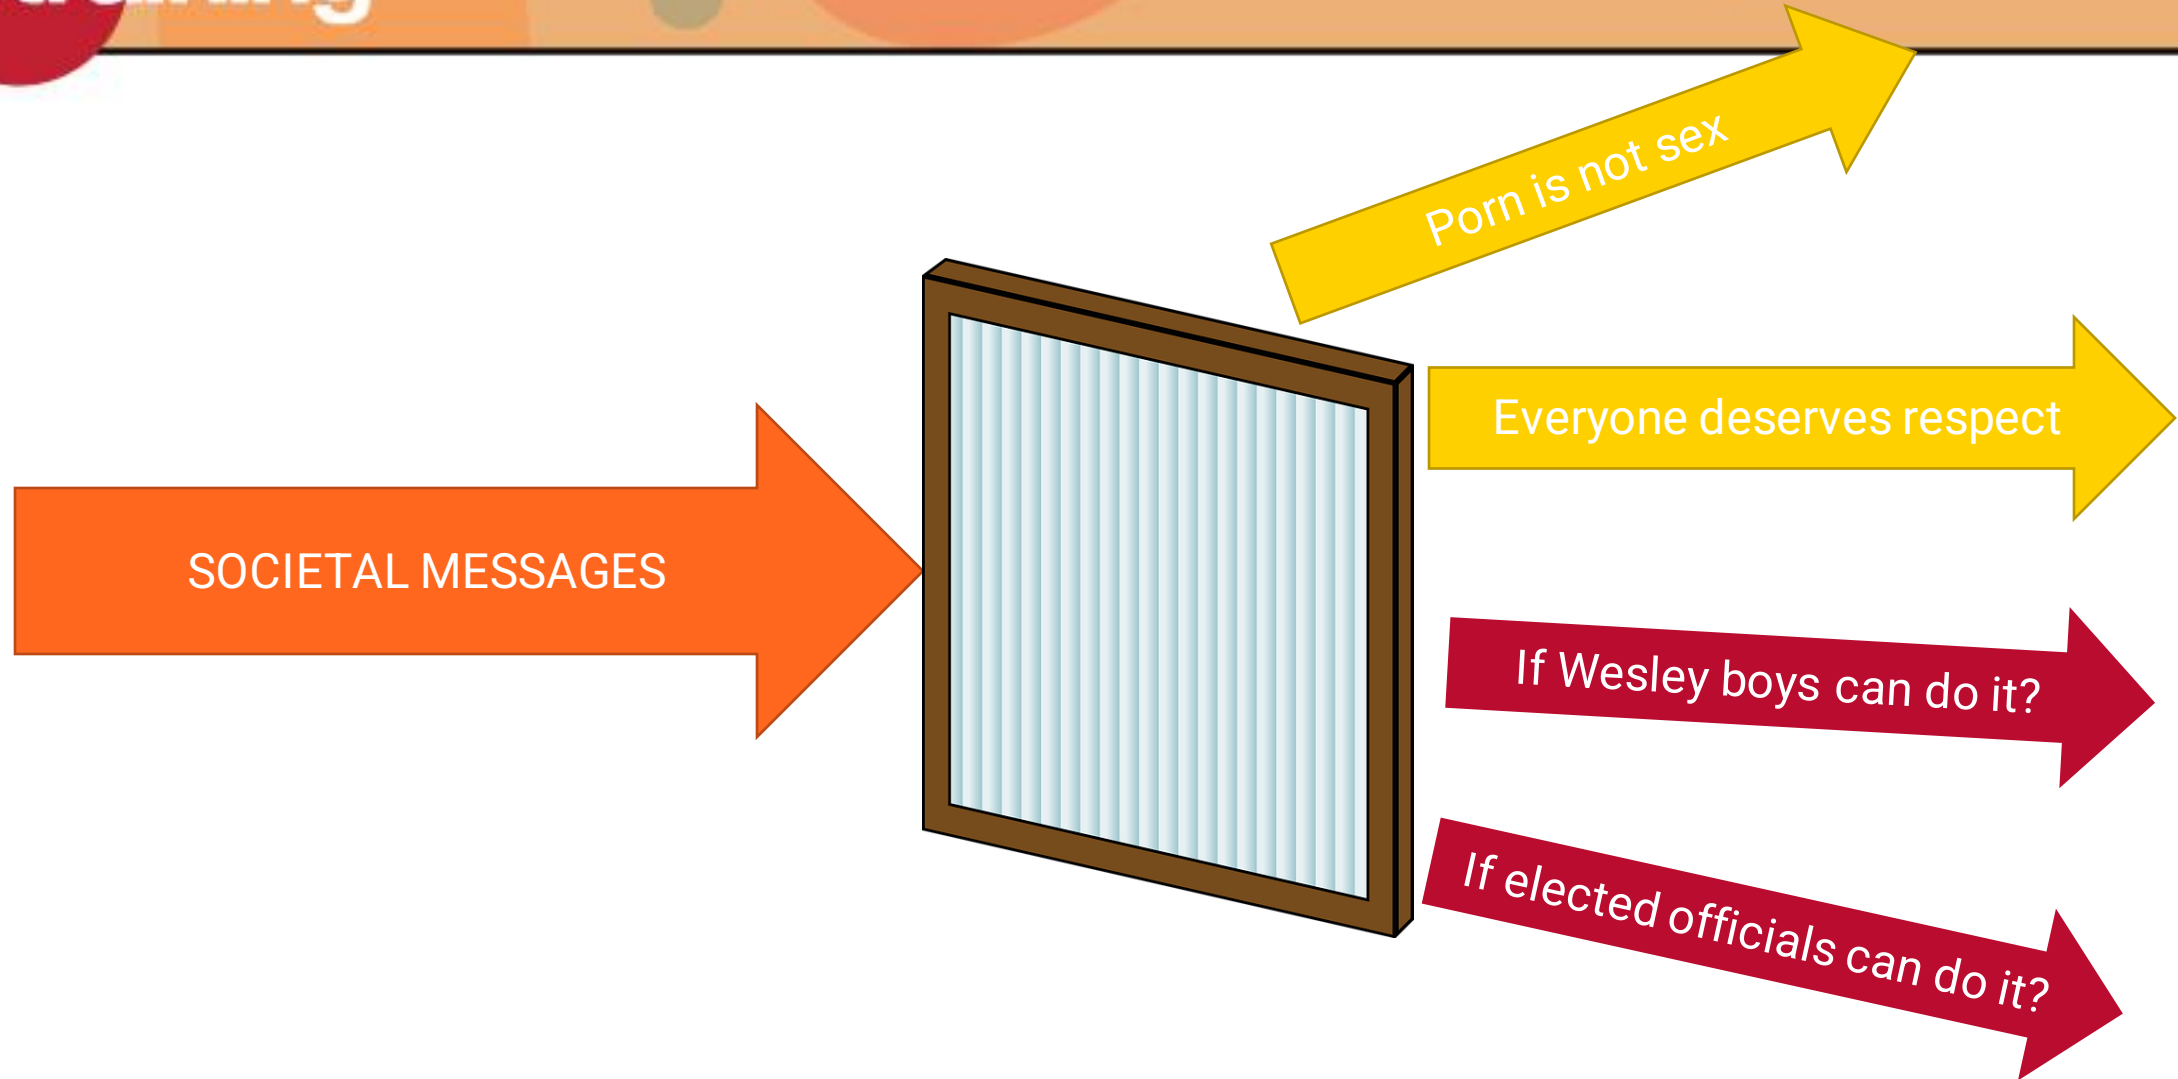 Porn is not sex
Everyone deserves respect
SOCIETAL MESSAGES
If Wesley boys can do it?
If elected officials can do it?